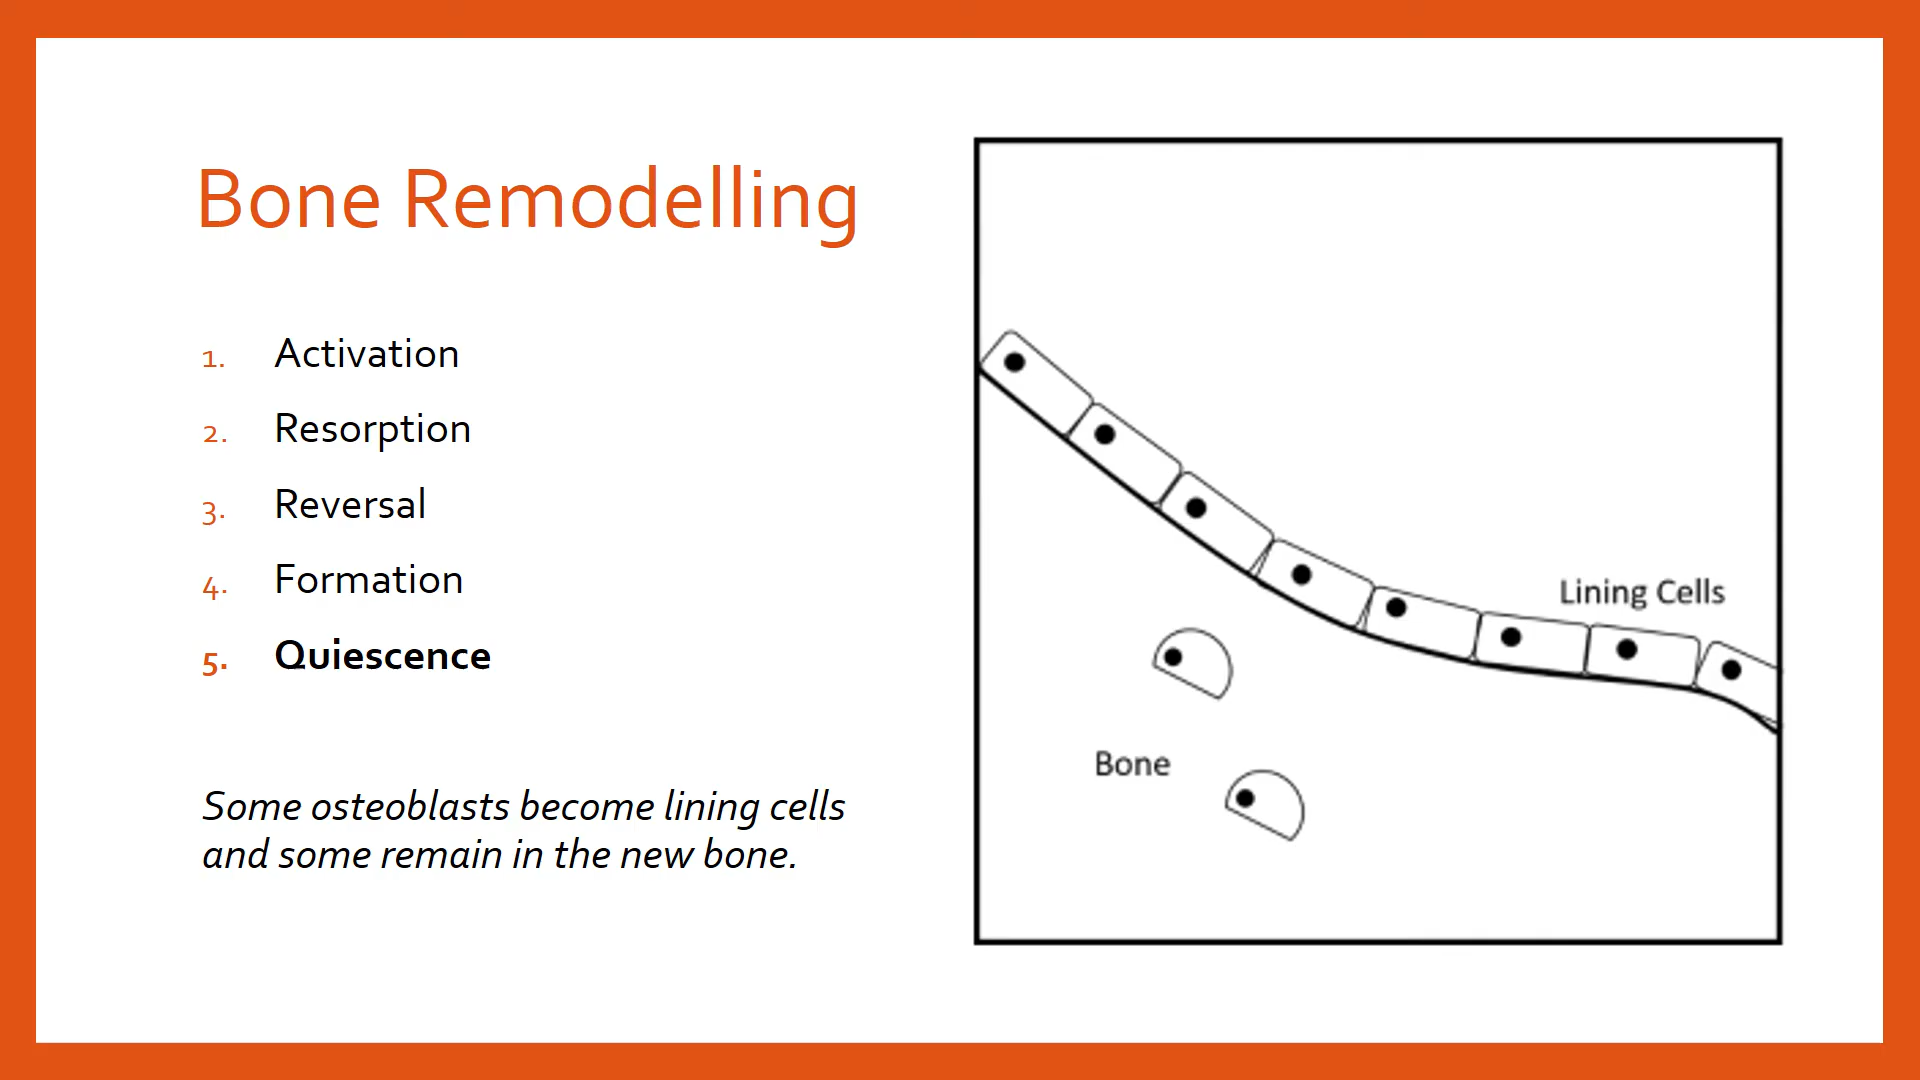 Bone Remodelling
1. Activation
2. Resorption
3. Reversal
4. Formation
5. Quiescence
Some osteoblasts become lining cells
and some remain in the new bone.
Lining Cells
Bone